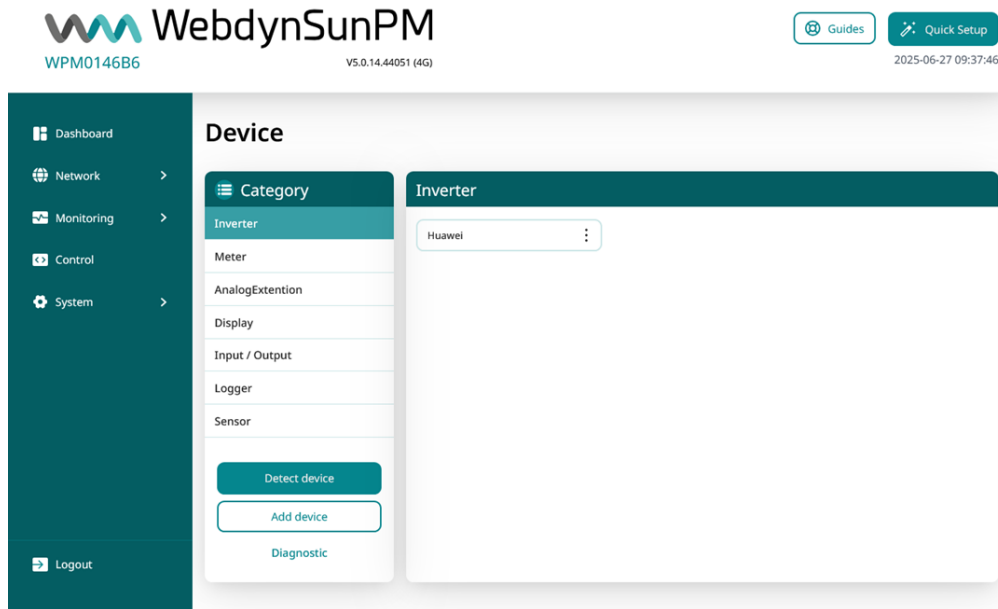 WebdynSunPM
WPM0146B6
V5.0.14.44051 (4G)
Guides
Quick Setup
2025-06-27 09:37:46
Dashboard
Network
Monitoring
Control
System
Logout
Device
Category
Inverter
Meter
AnalogExtention
Display
Input / Output
Logger
Sensor
Detect device
Add device
Diagnostic
Inverter
Huawei